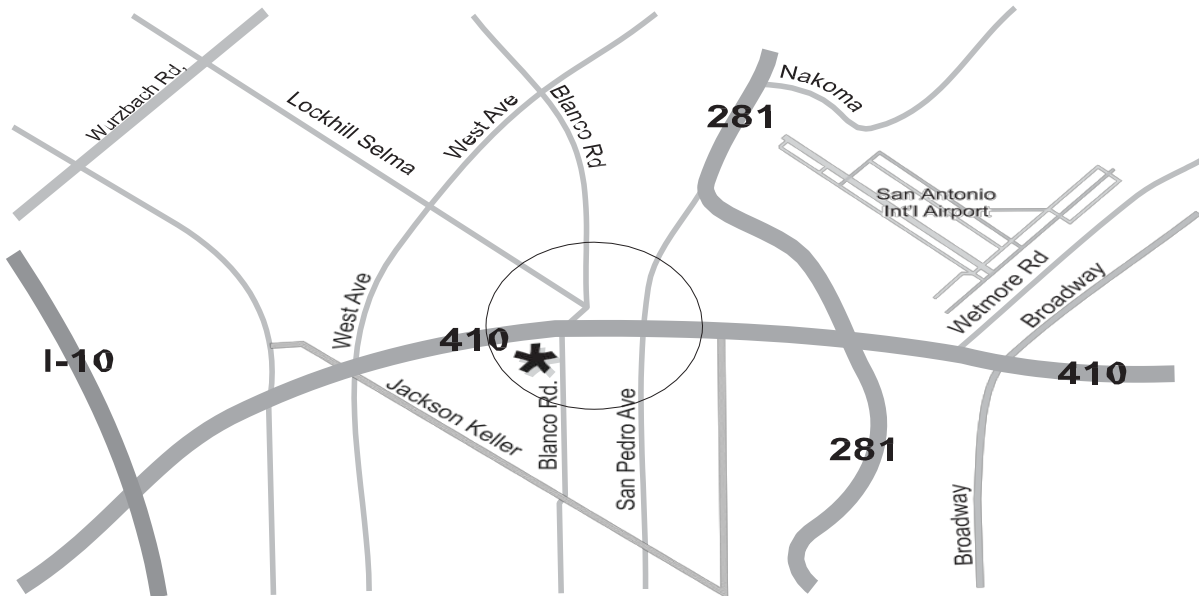 Wurzbach Rd,
Lockhill Selma
West Ave
Blanco Rd
281
Nakoma
San Antonio
Int'l Airport
Wetmore Rd
Broadway
West Ave
410
I-10
410
Jackson Keller
Blanco Rd.
San Pedro Ave
281
Broadway